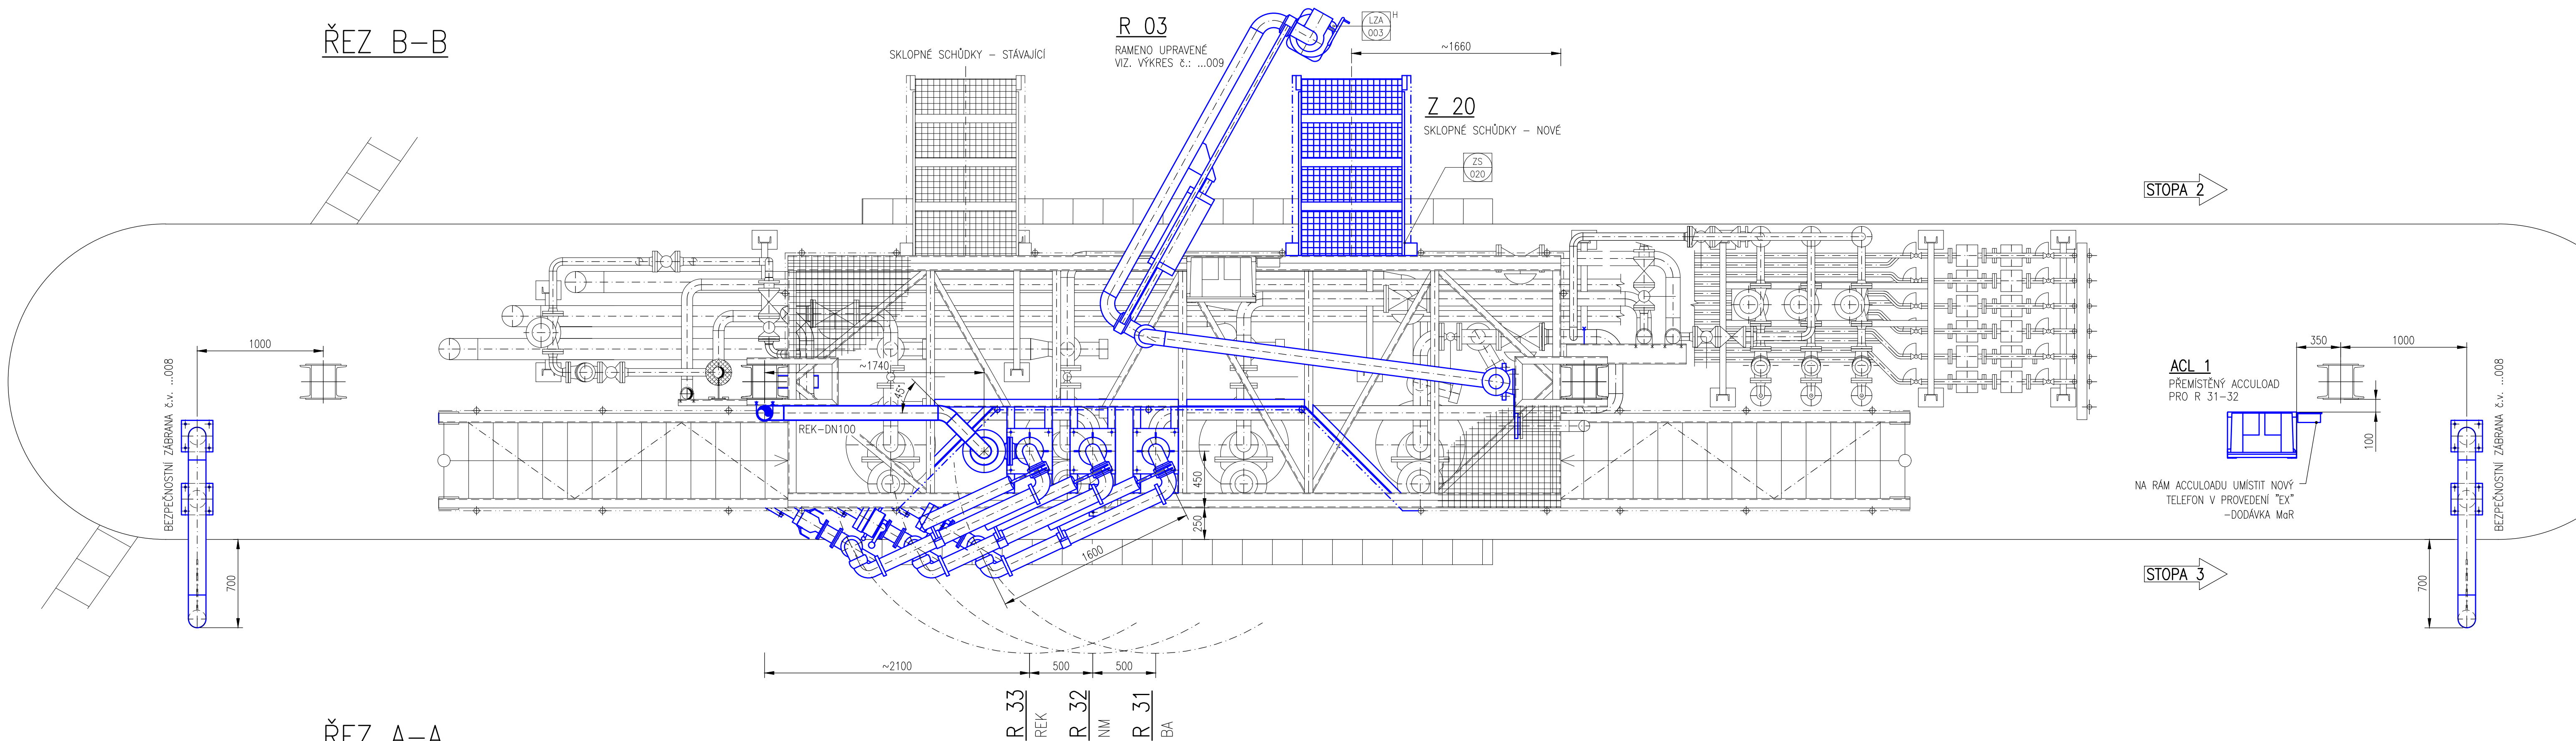 ŘEZ B-B
SKLOPNÉ SCHŮDKY - STÁVAJÍCÍ
R 03
RAMENO UPRAVENÉ
VIZ. VÝKRES č.: ...009
LZA
003
H
~1660
Z 20
SKLOPNÉ SCHŮDKY - NOVÉ
ZS
020
STOPA 2
1000
BEZPEČNOSTNÍ ZÁBRANA č.v. ...008
700
~1740
45°
REK-DN100
450
250
1600
ACL 1
PŘEMÍSTĚNÝ ACCULOAD
PRO R 31-32
350
1000
100
NA RÁM ACCULOADU UMÍSTIT NOVÝ
TELEFON V PROVEDENÍ "EX"
-DODÁVKA MaR
BEZPEČNOSTNÍ ZÁBRANA č.v. ...008
STOPA 3
700
~2100
500
500
R 33
REK
R 32
NM
R 31
BA
ŘEZ A-A